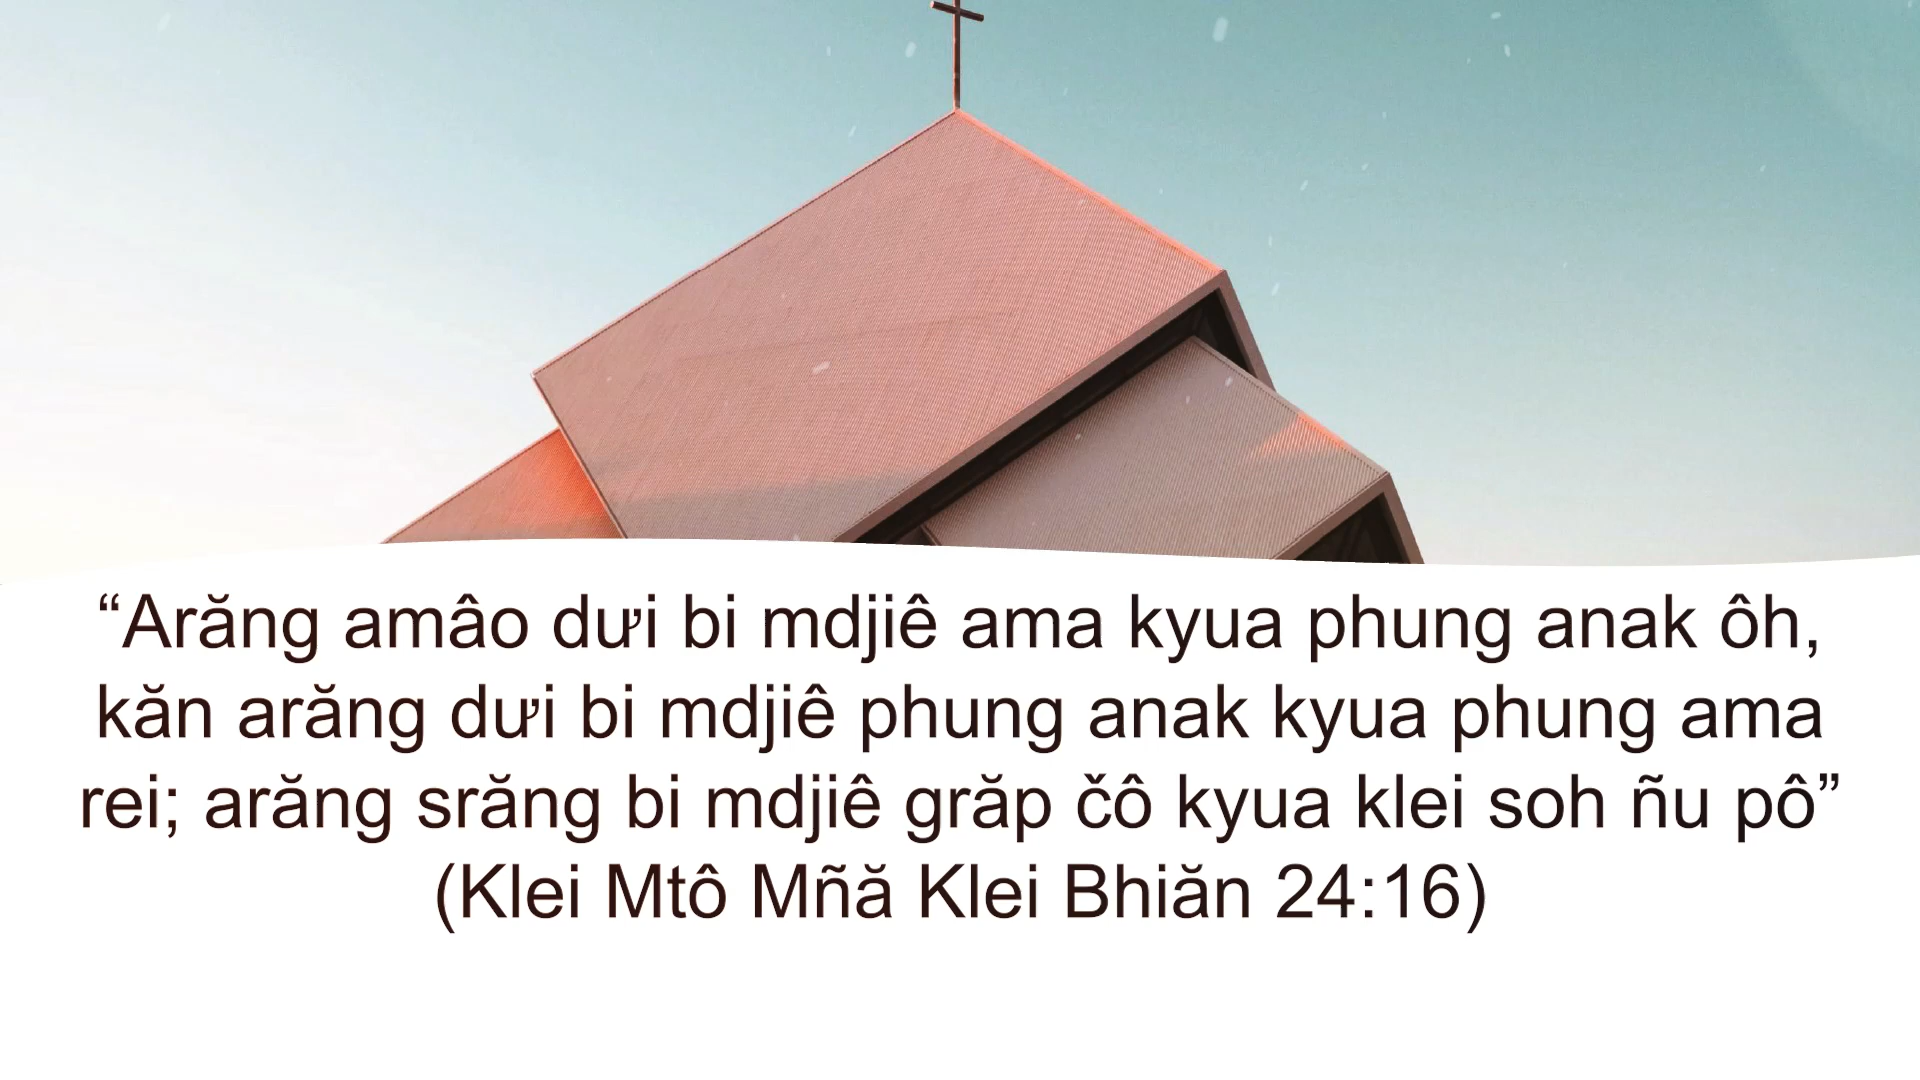 “Arăng amâo dưi bi mdjiê ama kyua phung anak ôh,
kăn arăng dưi bi mdjiê phung anak kyua phung ama
rei; arăng srăng bi mdjiê grăp čô kyua klei soh ñu pô”
(Klei Mtô Mñă Klei Bhiăn 24:16)